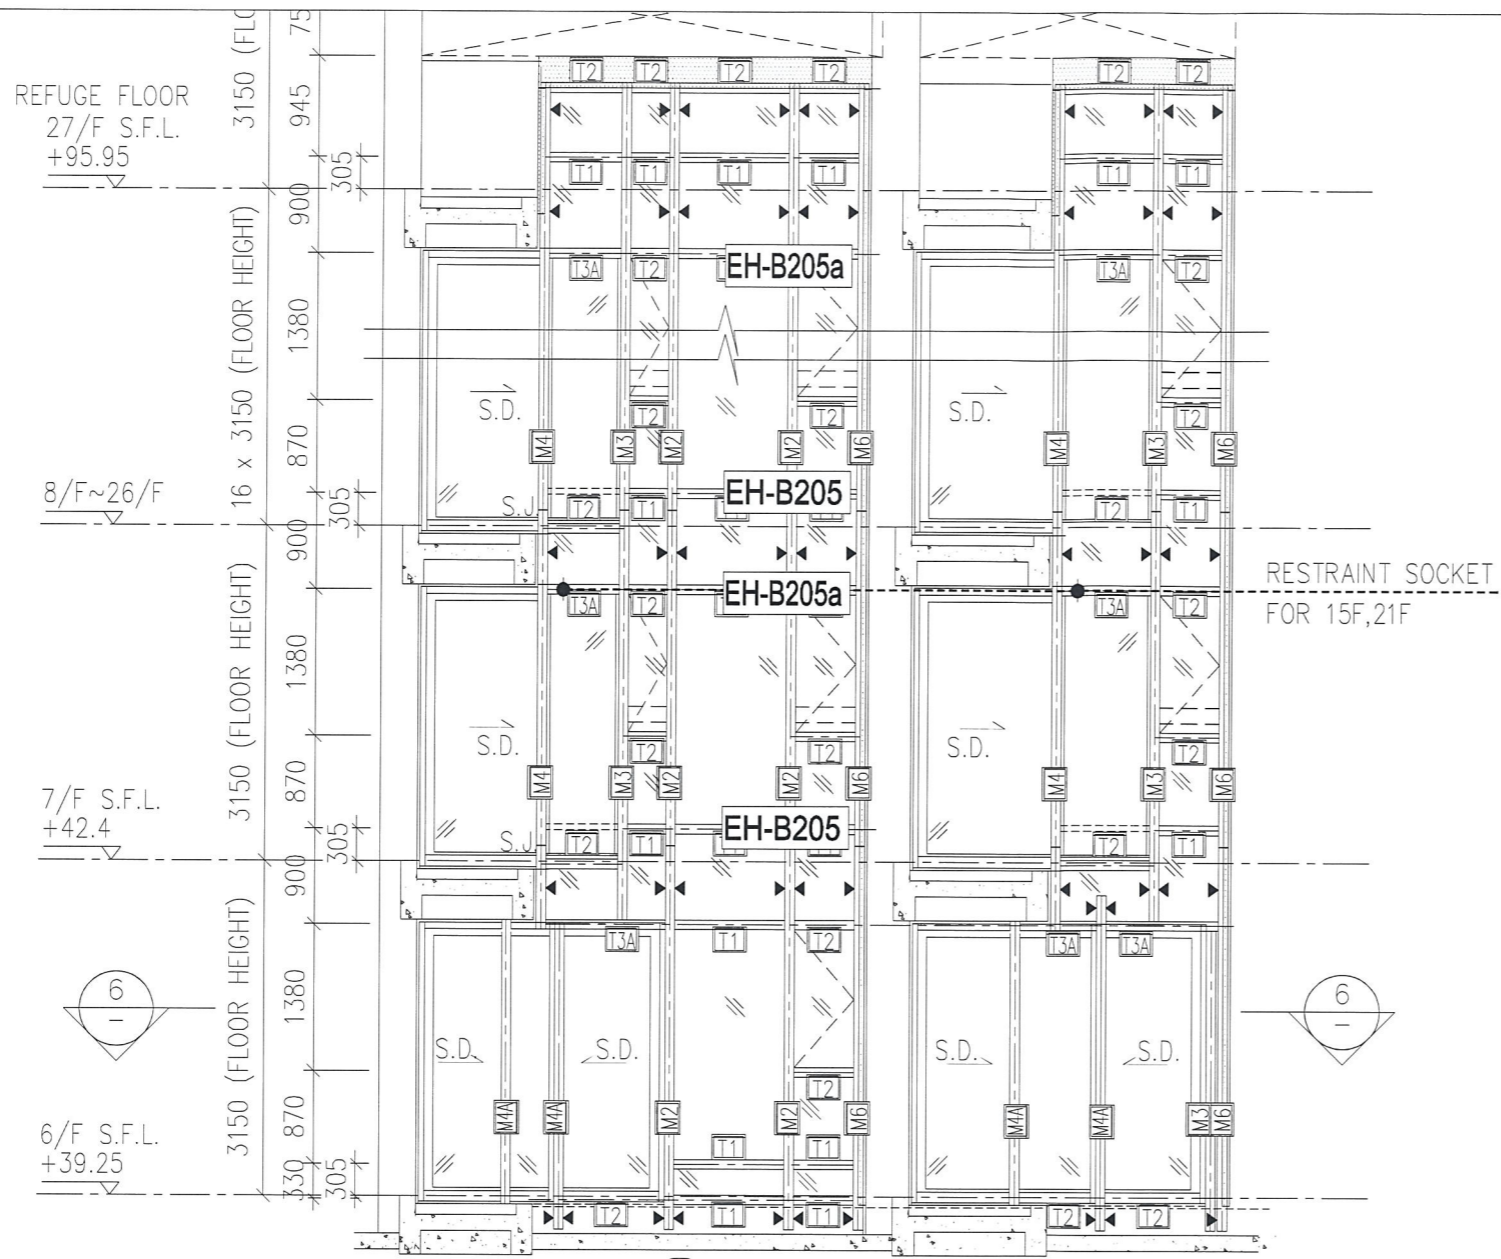 3150 (FLO
75
945
305
900
REFUGE FLOOR
27/F S.F.L.
+95.95
T2 T2 T2 T2 T2 T2
T1 T1 T1 T1 T1 T1
16 x 3150 (FLOOR HEIGHT)
1380
870
305
900
T3A T2 EH-B205a T3A T2
S.D. S.D.
T2 T2 T2
M4 M3 M2 M2 M6 M4 M3 M6
8/F~26/F
S.J. T2 T1 EH-B205 T2 T1
3150 (FLOOR HEIGHT)
1380
870
305
900
T3A T2 EH-B205a T3A T2
RESTRAINT SOCKET
FOR 15F,21F
S.D. S.D.
T2 T2 T2
M4 M3 M2 M2 M6 M4 M3 M6
7/F S.F.L.
+42.4
S.J. T2 T1 EH-B205 T2 T1
3150 (FLOOR HEIGHT)
1380
870
330
305
T3A T1 T2 T3A T3A
6
-
6
-
S.D. S.D. S.D. S.D.
T2
M4A M4A M2 M2 M6 M4A M4A M3 M6
6/F S.F.L.
+39.25
T1 T1
T2 T1 T1 T2 T2